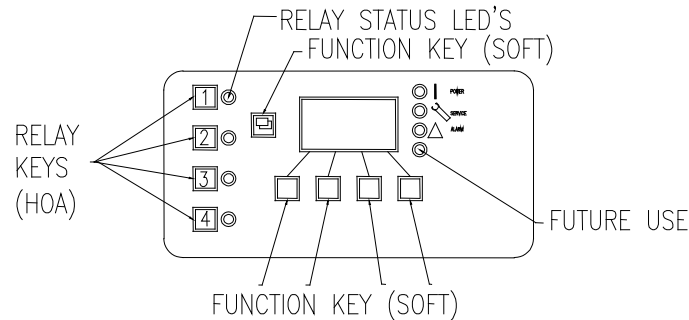 RELAY STATUS LED'S
FUNCTION KEY (SOFT)
1
POWER
SERVICE
2
ALARM
RELAY
KEYS
(HOA)
3
4
FUTURE USE
FUNCTION KEY (SOFT)